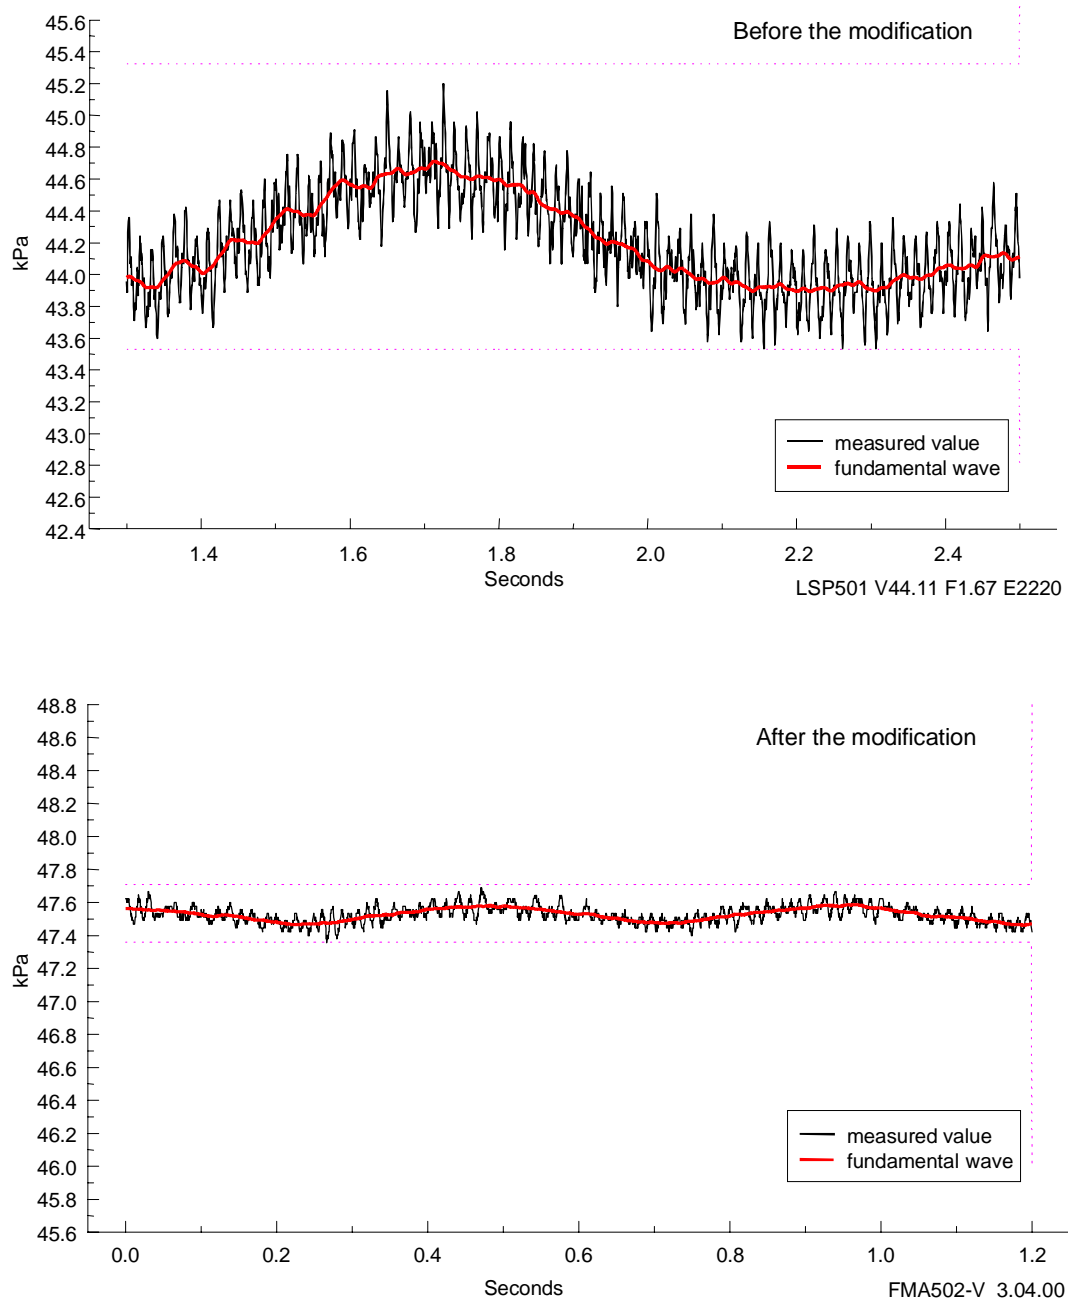 Before the modification
45.6
45.4
45.2
45.0
44.8
44.6
44.4
44.2
44.0
43.8
43.6
43.4
43.2
43.0
42.8
42.6
42.4
kPa
measured value
fundamental wave
1.4 1.6 1.8 2.0 2.2 2.4
Seconds
LSP501 V44.11 F1.67 E2220
After the modification
48.8
48.6
48.4
48.2
48.0
47.8
47.6
47.4
47.2
47.0
46.8
46.6
46.4
46.2
46.0
45.8
45.6
kPa
measured value
fundamental wave
0.0 0.2 0.4 0.6 0.8 1.0 1.2
Seconds
FMA502-V 3.04.00